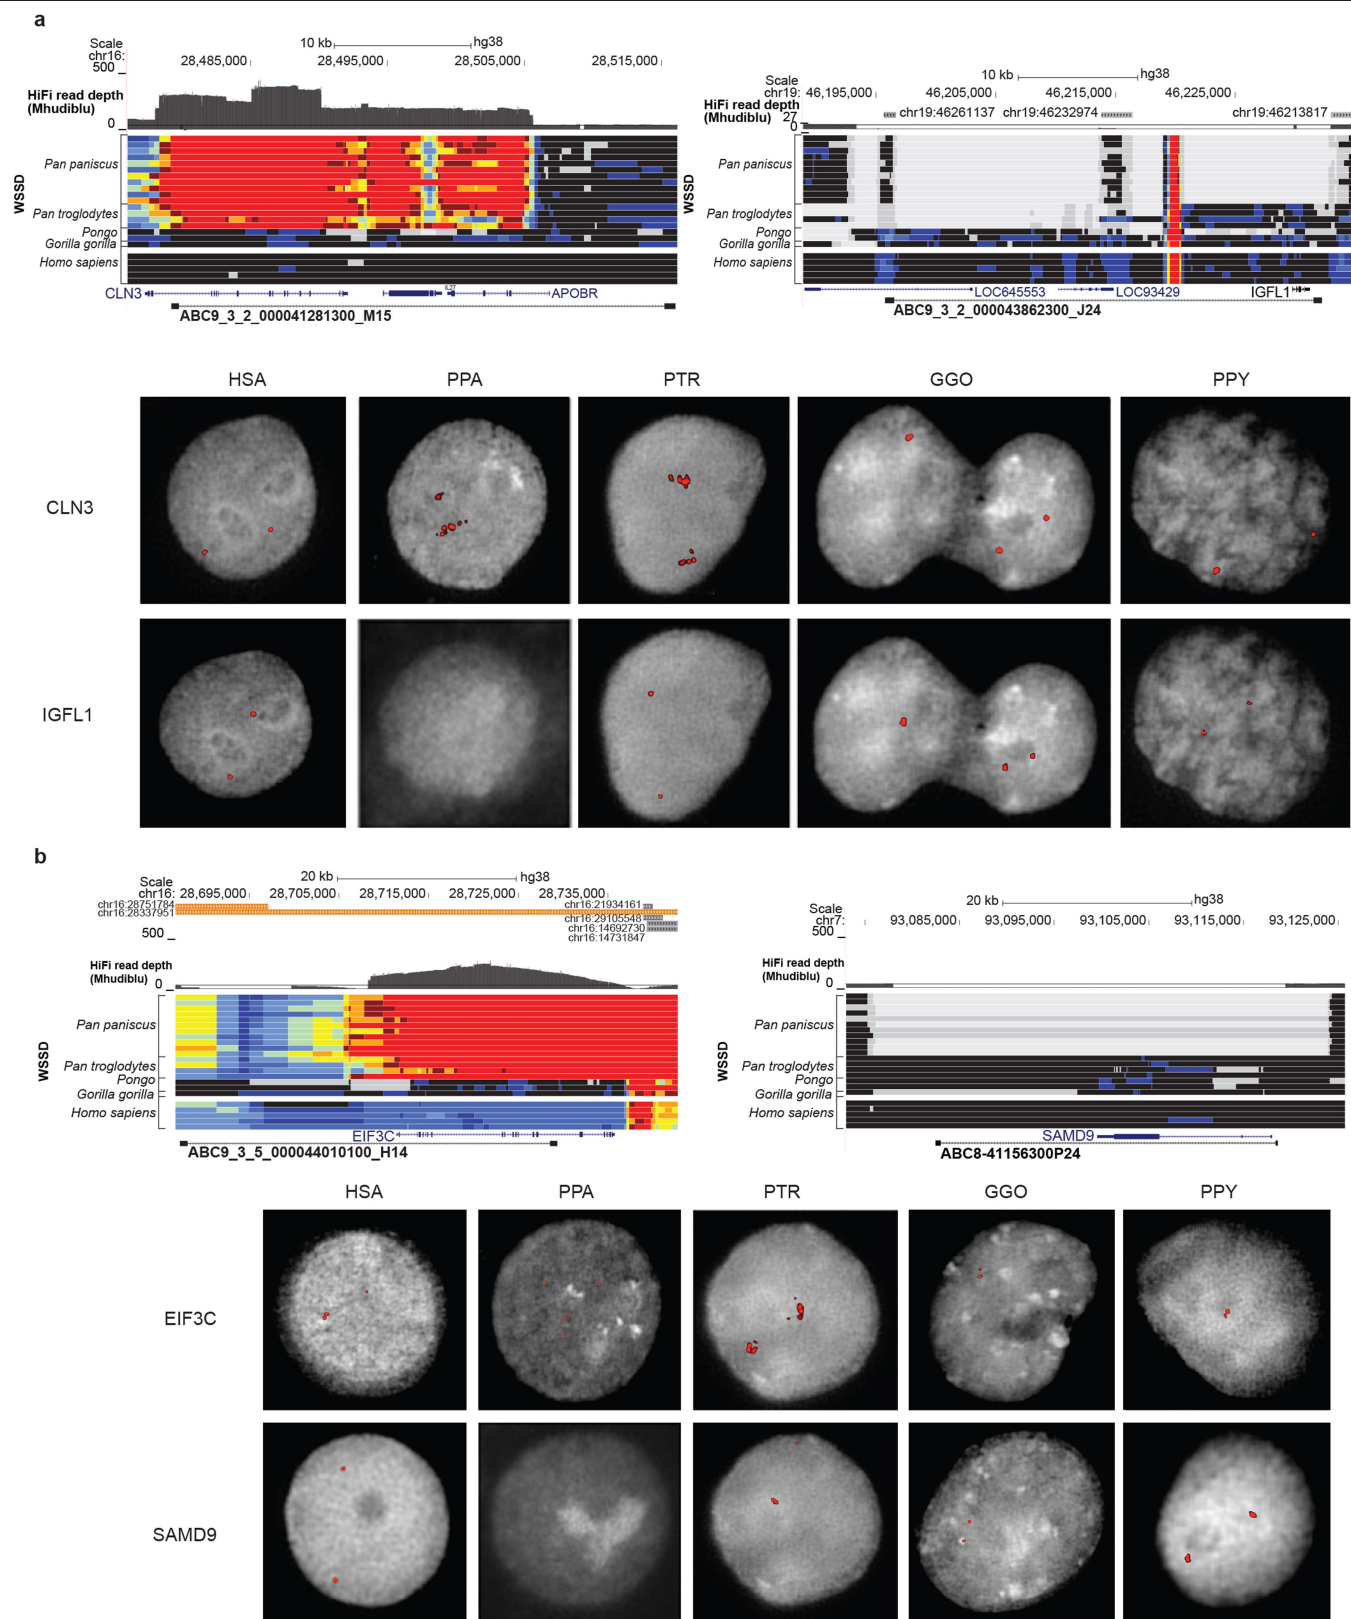 a
Scale
chr16:
10 kb
hg38
28,485,000
28,495,000
28,505,000
28,515,000
500
HiFi read depth
(Mhudiblu)
0
Pan paniscus
WSSD
Pan troglodytes
Pongo
Gorilla gorilla
Homo sapiens
CLN3
IL27
APOBR
ABC9_3_2_000041281300_M15
10 kb
hg38
Scale
chr19:
46,195,000
46,205,000
46,215,000
46,225,000
HiFi read depth
(Mhudiblu)
27
0
chr19:46261137
chr19:46232974
chr19:46213817
Pan paniscus
WSSD
Pan troglodytes
Pongo
Gorilla gorilla
Homo sapiens
LOC645553
LOC93429
IGFL1
ABC9_3_2_000043862300_J24
HSA
PPA
PTR
GGO
PPY
CLN3
IGFL1
b
Scale
chr16:
20 kb
hg38
28,695,000
28,705,000
28,715,000
28,725,000
28,735,000
chr16:28751784
chr16:28337951
chr16:21934161
chr16:29105548
chr16:14692730
chr16:14731847
500
HiFi read depth
(Mhudiblu)
0
Pan paniscus
WSSD
Pan troglodytes
Pongo
Gorilla gorilla
Homo sapiens
EIF3C
ABC9_3_5_000044010100_H14
Scale
chr7:
20 kb
hg38
93,085,000
93,095,000
93,105,000
93,115,000
93,125,000
500
HiFi read depth
(Mhudiblu)
0
Pan paniscus
WSSD
Pan troglodytes
Pongo
Gorilla gorilla
Homo sapiens
SAMD9
ABC8-41156300P24
HSA
PPA
PTR
GGO
PPY
EIF3C
SAMD9